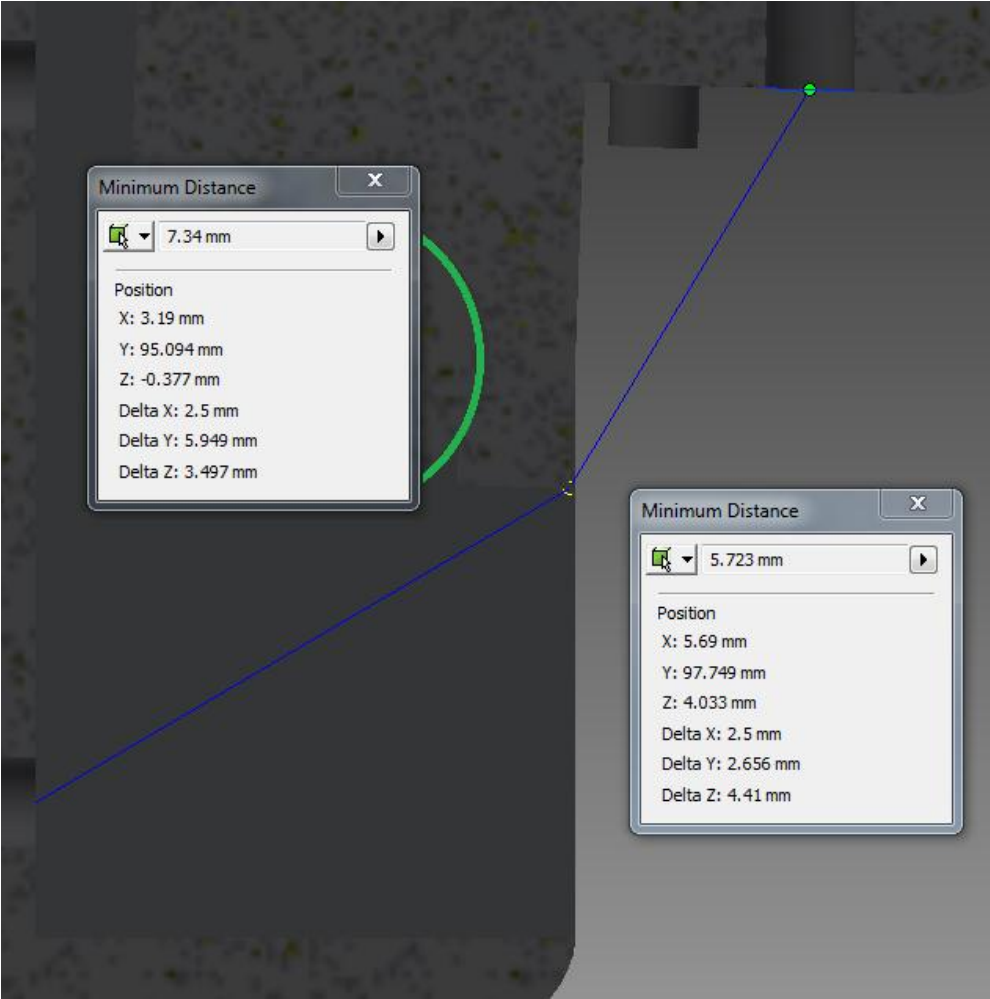 Minimum Distance
X
7.34 mm
Position
X: 3.19 mm
Y: 95.094 mm
Z: -0.377 mm
Delta X: 2.5 mm
Delta Y: 5.949 mm
Delta Z: 3.497 mm
Minimum Distance
X
5.723 mm
Position
X: 5.69 mm
Y: 97.749 mm
Z: 4.033 mm
Delta X: 2.5 mm
Delta Y: 2.656 mm
Delta Z: 4.41 mm